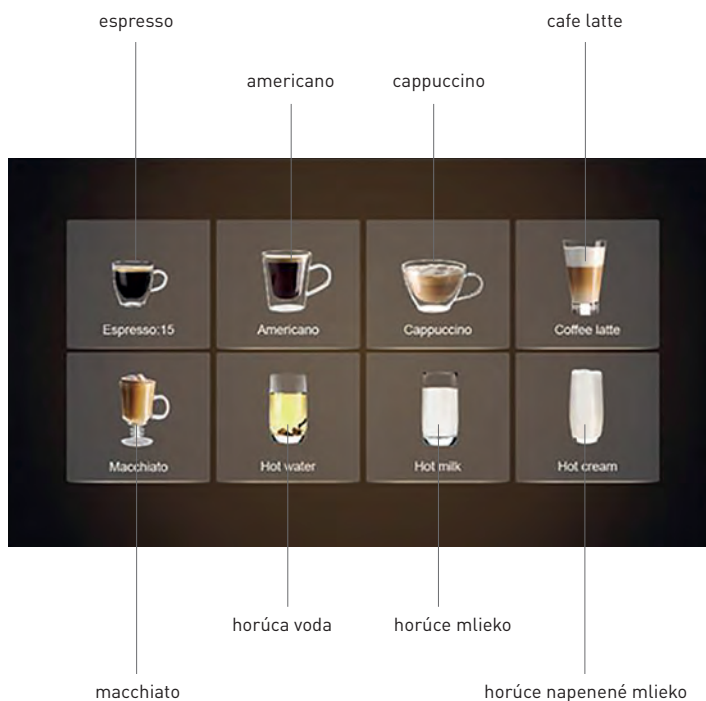 espresso
cafe latte
americano
cappuccino
Espresso:15
Americano
Cappuccino
Coffee latte
Macchiato
Hot water
Hot milk
Hot cream
horúca voda
horúce mlieko
macchiato
horúce napenené mlieko